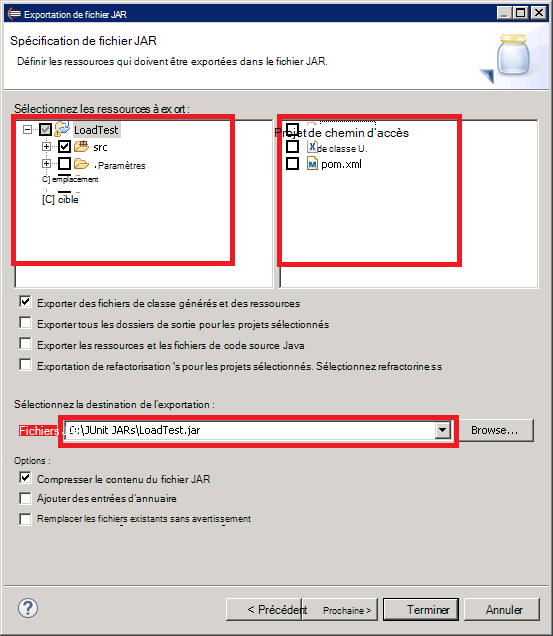 Exportation de fichier JAR
Spécification de fichier JAR
Définir les ressources qui doivent être exportées dans le fichier JAR.
Sélectionnez les ressources à ex ort :
LoadTest
src
Paramètres
C] emplacement
[C] cible
Projet de chemin d'accès
de classe U.
pom.xml
Exporter des fichiers de classe générés et des ressources
Exporter tous les dossiers de sortie pour les projets sélectionnés
Exporter les ressources et les fichiers de code source Java
Exportation de refactorisation 's pour les projets sélectionnés. Sélectionnez refractorine s s
Sélectionnez la destination de l'exportation :
Fichiers
D:\JUnit JARs\LoadTest.jar
Browse...
Options :
Compresser le contenu du fichier JAR
Ajouter des entrées d'annuaire
Remplacer les fichiers existants sans avertissement
?
< Précédent
Prochaine >
Terminer
Annuler